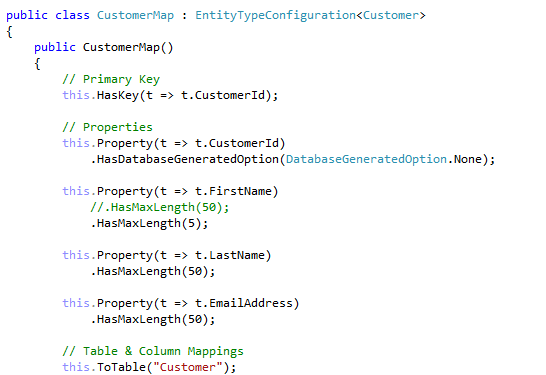 public class CustomerMap : EntityTypeConfiguration<Customer>
{
    public CustomerMap()
    {
        // Primary Key
        this.HasKey(t => t.CustomerId);

        // Properties
        this.Property(t => t.CustomerId)
            .HasDatabaseGeneratedOption(DatabaseGeneratedOption.None);

        this.Property(t => t.FirstName)
            //.HasMaxLength(50);
            .HasMaxLength(5);

        this.Property(t => t.LastName)
            .HasMaxLength(50);

        this.Property(t => t.EmailAddress)
            .HasMaxLength(50);

        // Table & Column Mappings
        this.ToTable("Customer");